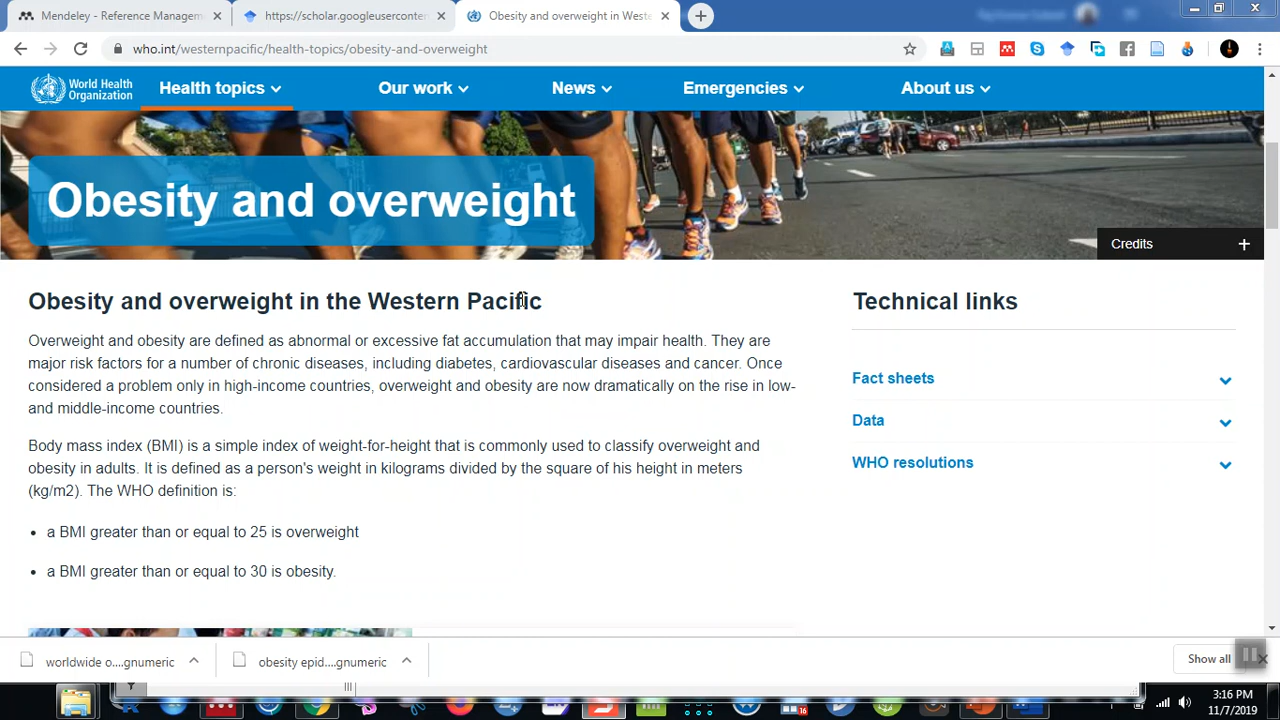 Mendeley - Reference Managem
https://scholar.googleuserconten
Obesity and overweight in Weste
who.int/westernpacific/health-topics/obesity-and-overweight
World Health
Organization
Health topics
Our work
News
Emergencies
About us
Obesity and overweight
Credits
Obesity and overweight in the Western Pacific
Technical links
Overweight and obesity are defined as abnormal or excessive fat accumulation that may impair health. They are
major risk factors for a number of chronic diseases, including diabetes, cardiovascular diseases and cancer. Once
considered a problem only in high-income countries, overweight and obesity are now dramatically on the rise in low-
and middle-income countries.
Fact sheets
Data
Body mass index (BMI) is a simple index of weight-for-height that is commonly used to classify overweight and
obesity in adults. It is defined as a person's weight in kilograms divided by the square of his height in meters
(kg/m2). The WHO definition is:
WHO resolutions
• a BMI greater than or equal to 25 is overweight
• a BMI greater than or equal to 30 is obesity.
worldwide o....gnumeric
obesity epid....gnumeric
Show all
3:16 PM
11/7/2019